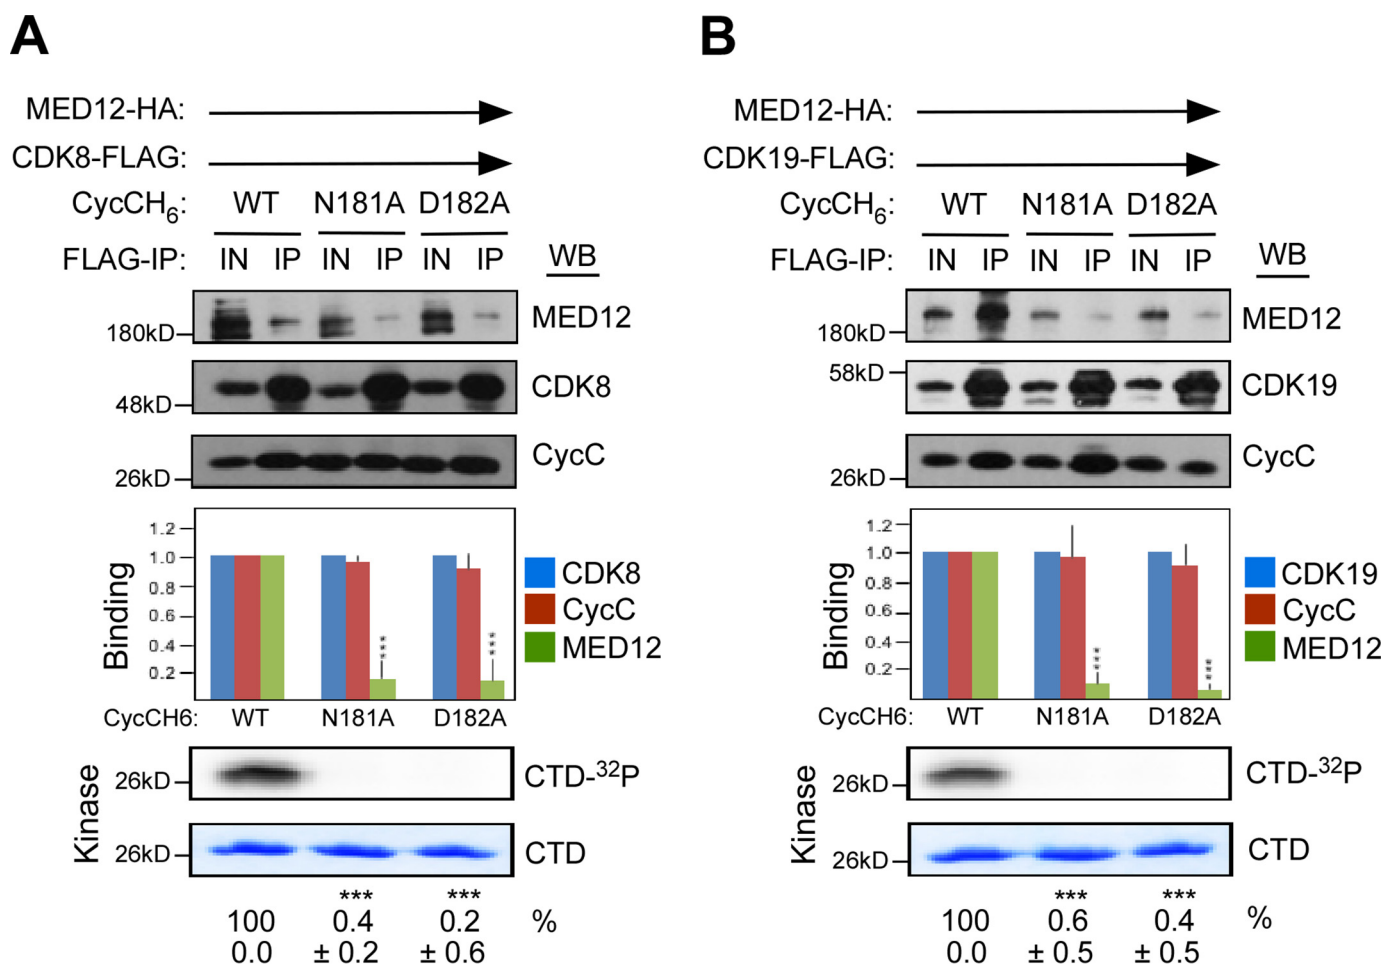 A
MED12-HA:
CDK8-FLAG:
CycCH6: WT N181A D182A
FLAG-IP: IN IP IN IP IN IP WB
180kD MED12
48kD CDK8
26kD CycC
Binding
1.2
1.0
0.8
0.6
0.4
0.2
*** ***
CDK8
CycC
MED12
CycCH6: WT N181A D182A
Kinase
26kD CTD-32P
26kD CTD
*** ***
100 0.4 0.2 %
0.0 ± 0.2 ± 0.6
B
MED12-HA:
CDK19-FLAG:
CycCH6: WT N181A D182A
FLAG-IP: IN IP IN IP IN IP WB
180kD MED12
58kD CDK19
26kD CycC
Binding
1.2
1.0
0.8
0.6
0.4
0.2
*** ***
CDK19
CycC
MED12
CycCH6: WT N181A D182A
Kinase
26kD CTD-32P
26kD CTD
*** ***
100 0.6 0.4 %
0.0 ± 0.5 ± 0.5